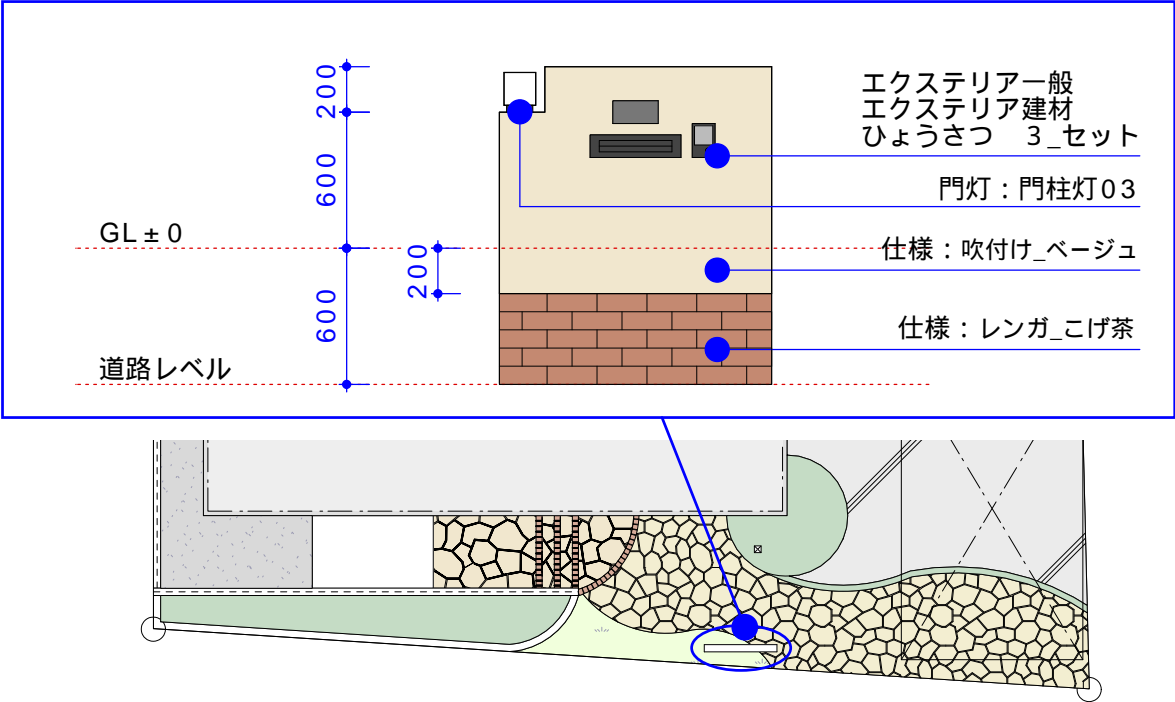 エクステリア一般
エクステリア建材
ひょうさつ　3_セット
門灯：門柱灯03
仕様：吹付け_ベージュ
仕様：レンガ_こげ茶
200
600
GL±0
200
600
道路レベル